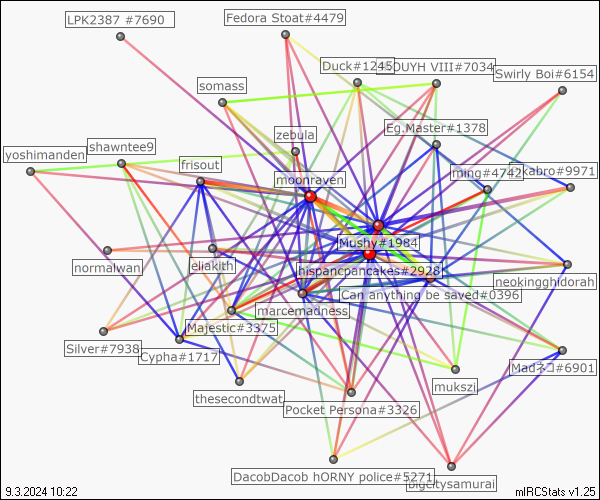 LPK2387 #7690
Fedora Stoat#4479
Duck#1245
OUYH VIII#7034
Swirly Boi#6154
somass
Eg.Master#1378
zebula
shawntee9
yoshimanden
frisout
moonraven
ming#4742
kabro#9971
Mushy#1984
normalwan
eliakith
hispancpancakes#2928
neokingghidorah
Can anything be saved#0396
marcemadness
Majestic#3375
Silver#7938
Cypha#1717
Madネコ#6901
mukszi
thesecondtwat
Pocket Persona#3326
DacobDacob hORNY police#5271
bigcitysamurai
9.3.2024 10:22
mIRCStats v1.25